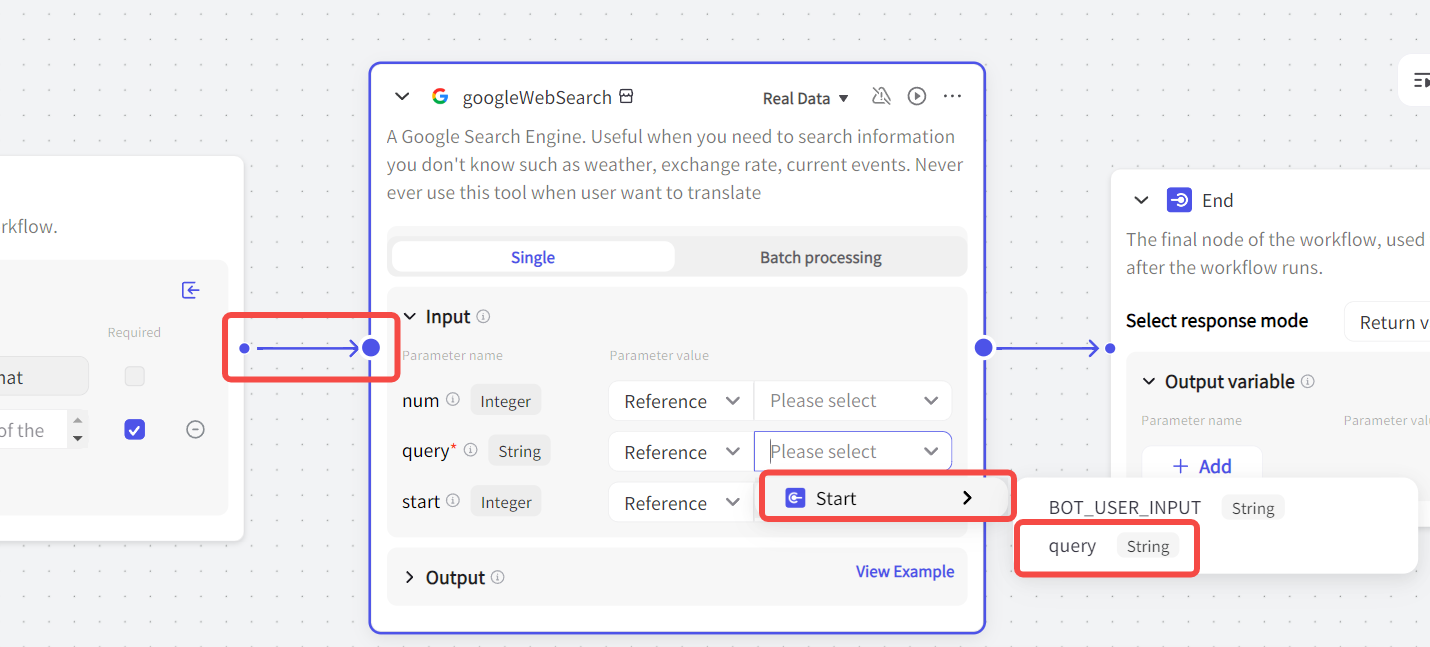 rkflow.
Required
nat
of the
googleWebSearch
Real Data
A Google Search Engine. Useful when you need to search information
you don't know such as weather, exchange rate, current events. Never
ever use this tool when user want to translate
Single
Batch processing
Input
Parameter name
Parameter value
num
Integer
Reference
Please select
query*
String
Reference
Please select
start
Integer
Reference
Start
BOT_USER_INPUT
String
query
String
Output
View Example
End
The final node of the workflow, used
after the workflow runs.
Select response mode
Return v
Output variable
Parameter name
Parameter valu
+ Add